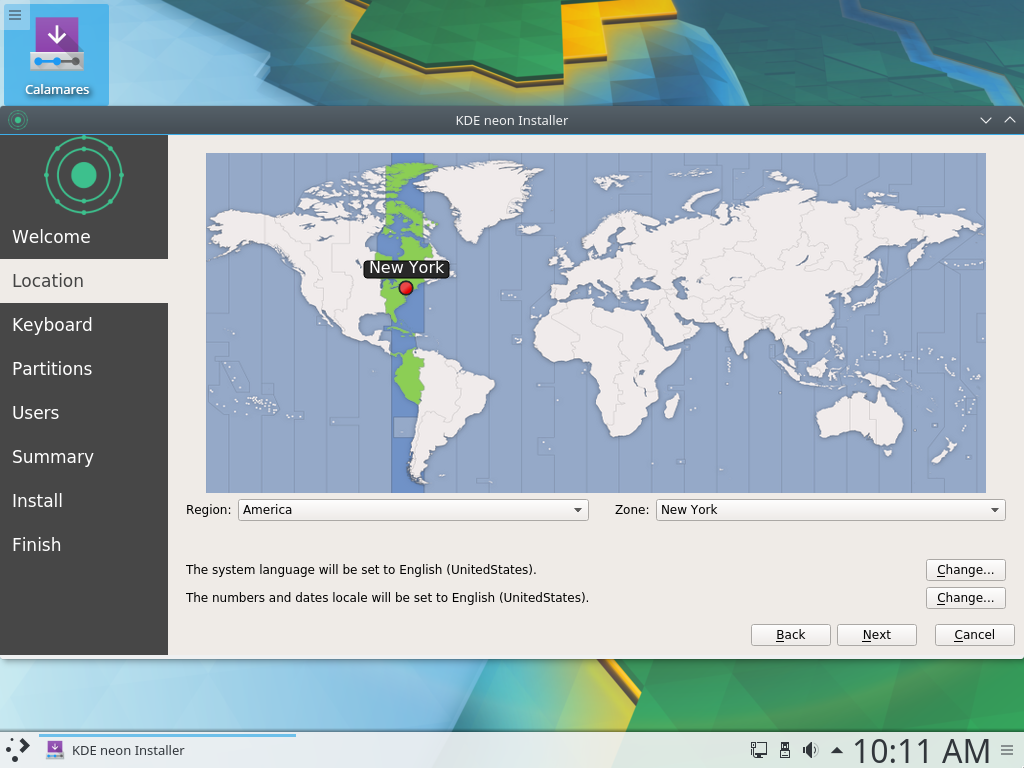 Calamares
KDE neon Installer
Welcome
Location
Keyboard
Partitions
Users
Summary
Install
Finish
New York
Region: America Zone: New York
The system language will be set to English (UnitedStates). Change...
The numbers and dates locale will be set to English (UnitedStates). Change...
Back Next Cancel
KDE neon Installer 10:11 AM